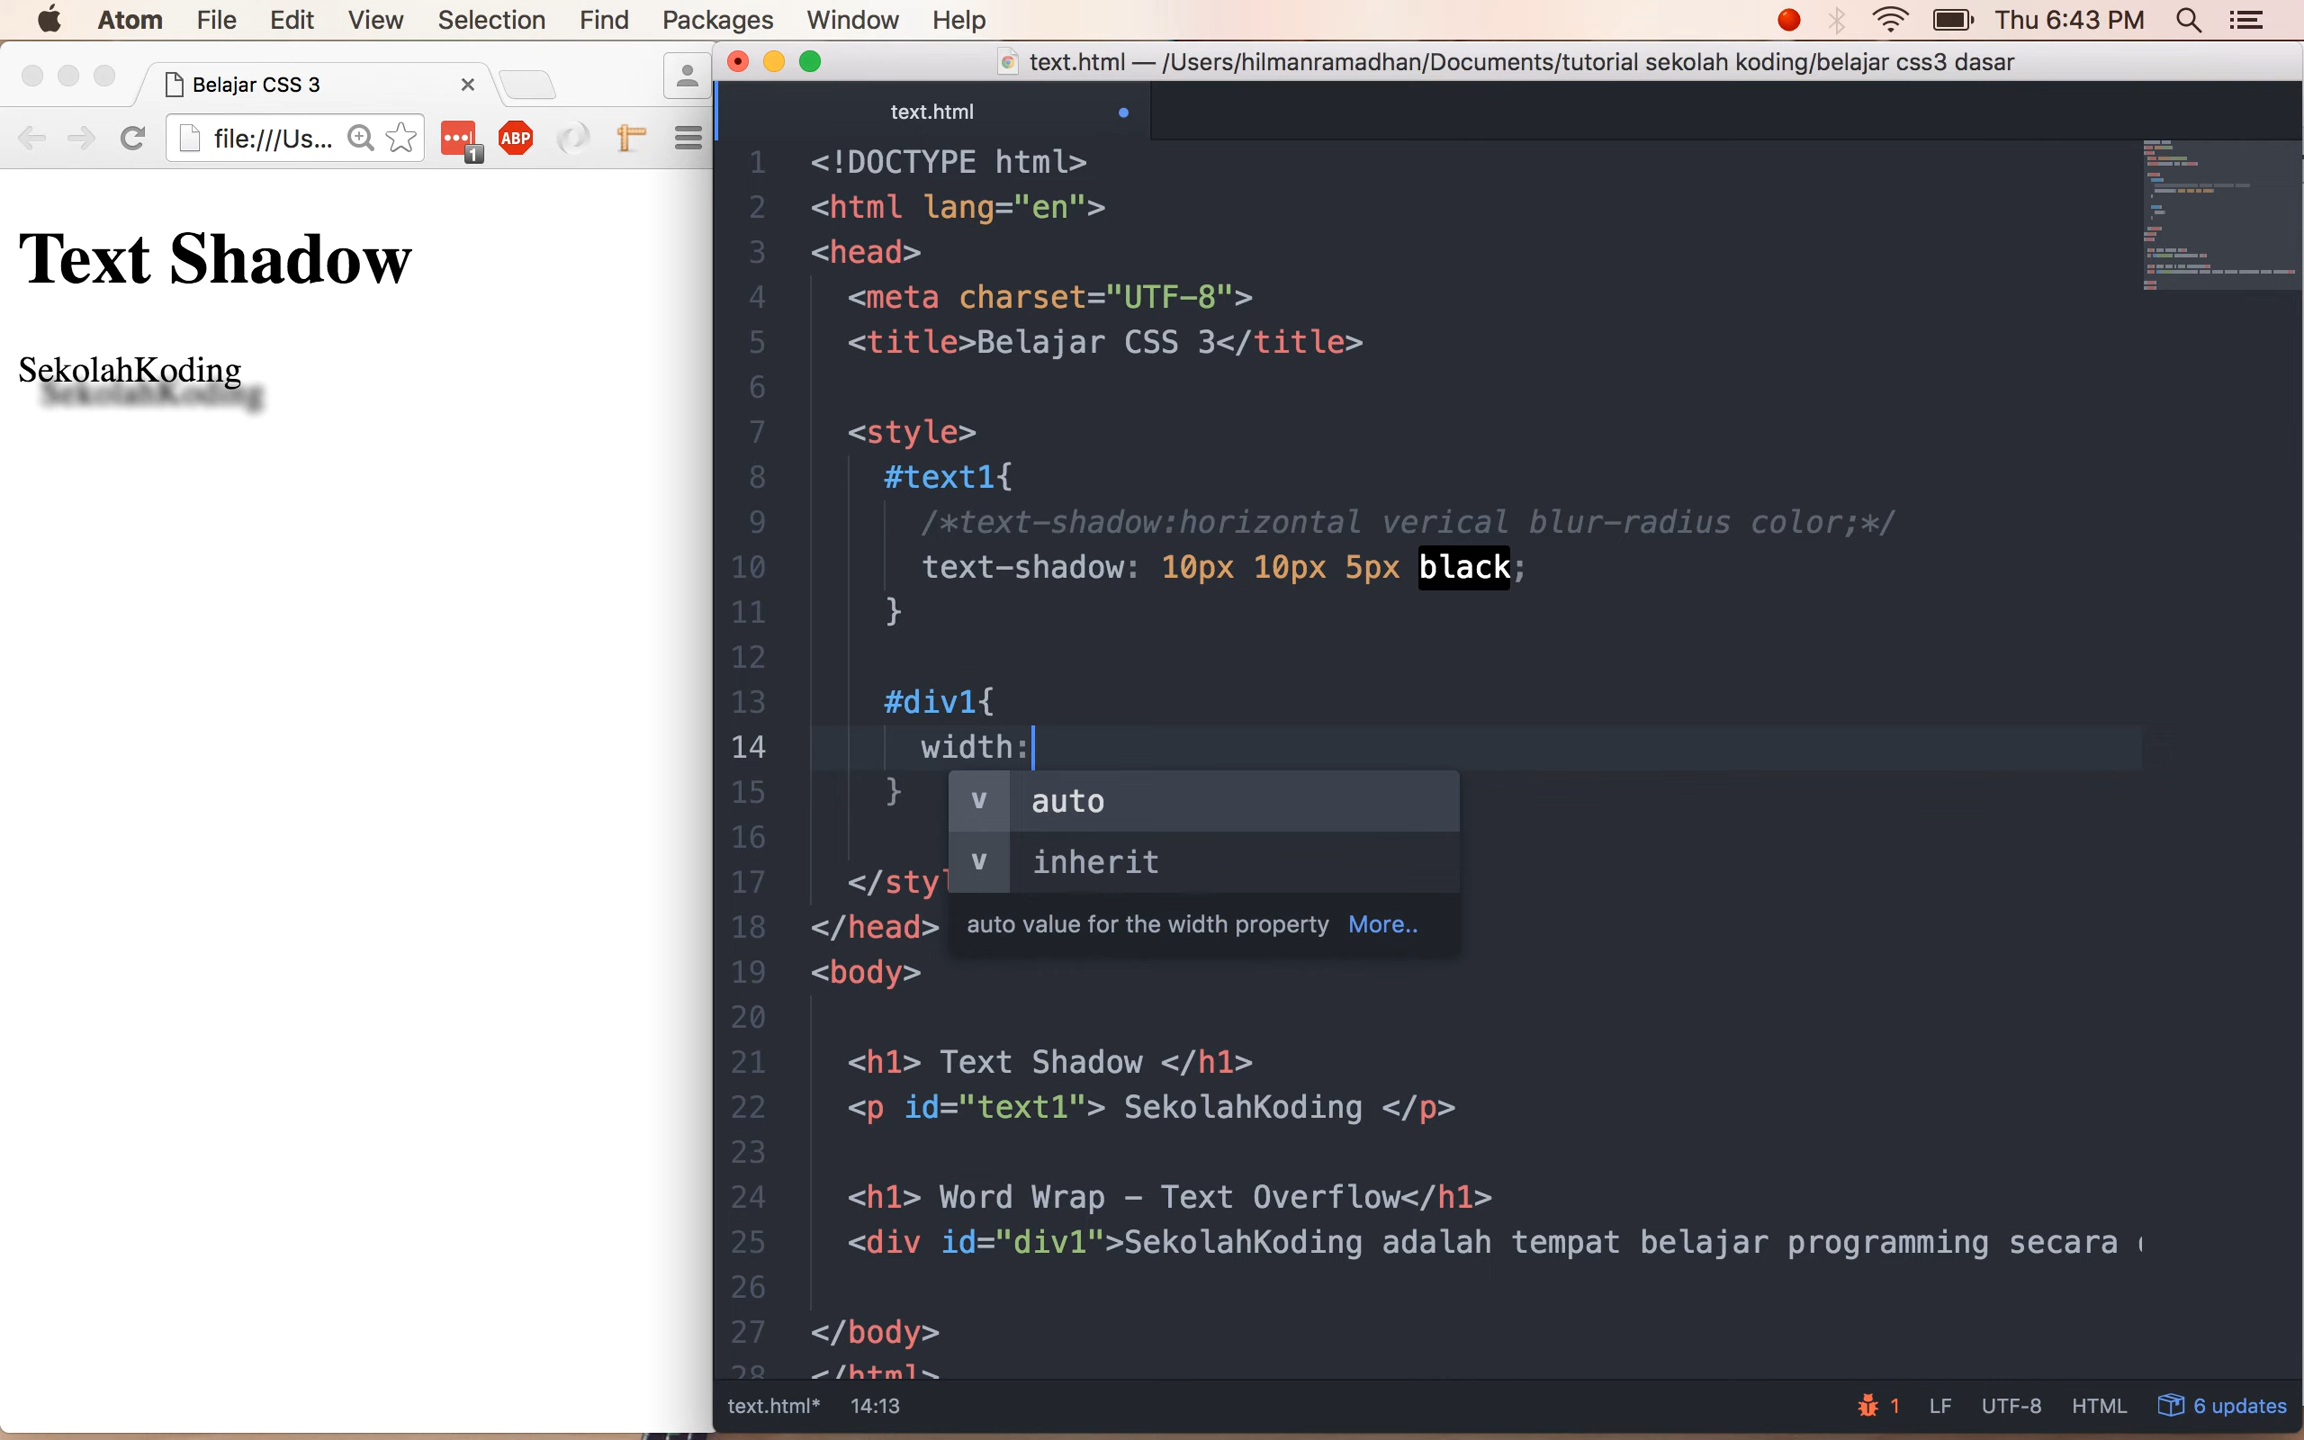 Atom File Edit View Selection Find Packages Window Help Thu 6:43 PM
Belajar CSS 3
file:///Us...
1
ABP
Text Shadow
SekolahKoding
text.html — /Users/hilmanramadhan/Documents/tutorial sekolah koding/belajar css3 dasar
text.html
1 <!DOCTYPE html>
2 <html lang="en">
3 <head>
4 <meta charset="UTF-8">
5 <title>Belajar CSS 3</title>
6
7 <style>
8 #text1{
9 /*text-shadow:horizontal verical blur-radius color;*/
10 text-shadow: 10px 10px 5px black;
11 }
12
13 #div1{
14 width:
15 }
16
17 </styl
18 </head>
19 <body>
20
21 <h1> Text Shadow </h1>
22 <p id="text1"> SekolahKoding </p>
23
24 <h1> Word Wrap – Text Overflow</h1>
25 <div id="div1">SekolahKoding adalah tempat belajar programming secara
26
27 </body>
28 </html>
v auto
v inherit
auto value for the width property More..
text.html* 14:13 1 LF UTF-8 HTML 6 updates